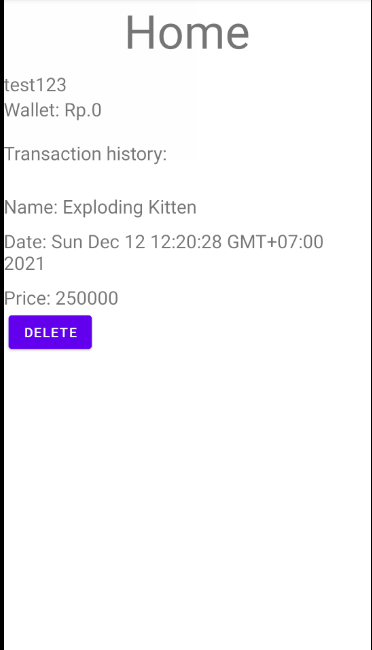 Home
test123
Wallet: Rp.0
Transaction history:
Name: Exploding Kitten
Date: Sun Dec 12 12:20:28 GMT+07:00
2021
Price: 250000
DELETE